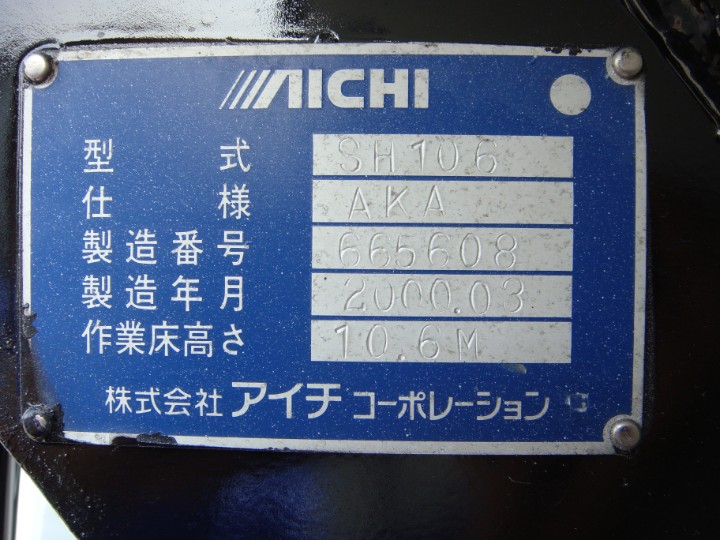 AICHI
型式 SH106
仕様 AKA
製造番号 665608
製造年月 2000.03
作業床高さ 10.6M
株式会社 アイチ コーポレーション